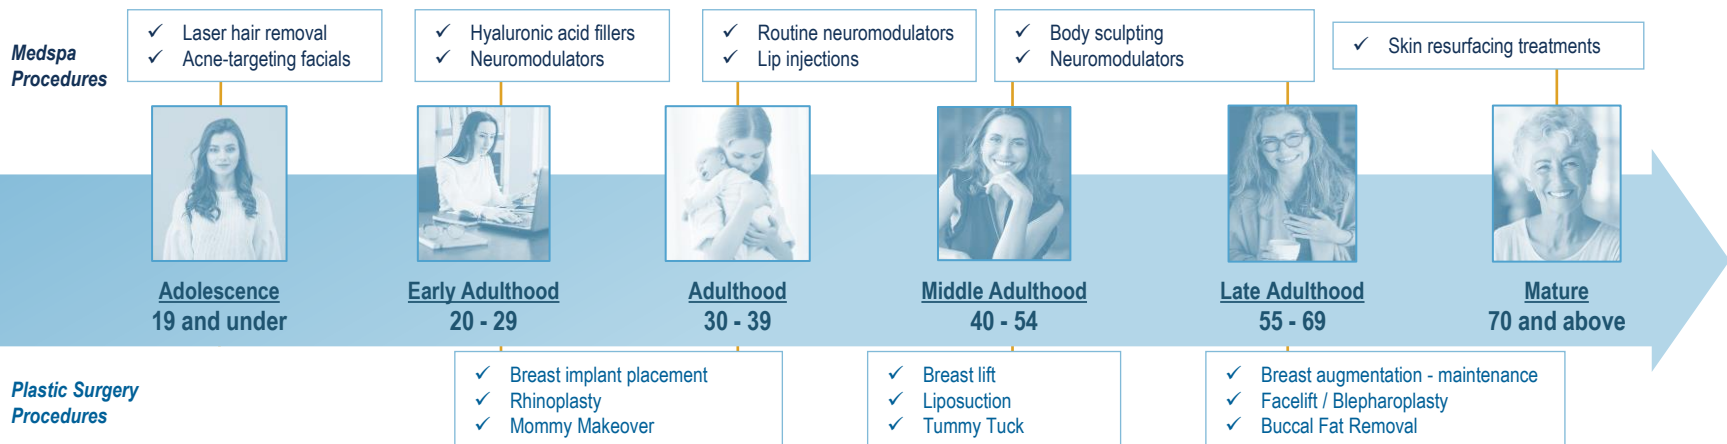 Medspa
Procedures
✓ Laser hair removal
✓ Acne-targeting facials
✓ Hyaluronic acid fillers
✓ Neuromodulators
✓ Routine neuromodulators
✓ Lip injections
✓ Body sculpting
✓ Neuromodulators
✓ Skin resurfacing treatments
Adolescence
19 and under
Early Adulthood
20 - 29
Adulthood
30 - 39
Middle Adulthood
40 - 54
Late Adulthood
55 - 69
Mature
70 and above
Plastic Surgery
Procedures
✓ Breast implant placement
✓ Rhinoplasty
✓ Mommy Makeover
✓ Breast lift
✓ Liposuction
✓ Tummy Tuck
✓ Breast augmentation - maintenance
✓ Facelift / Blepharoplasty
✓ Buccal Fat Removal